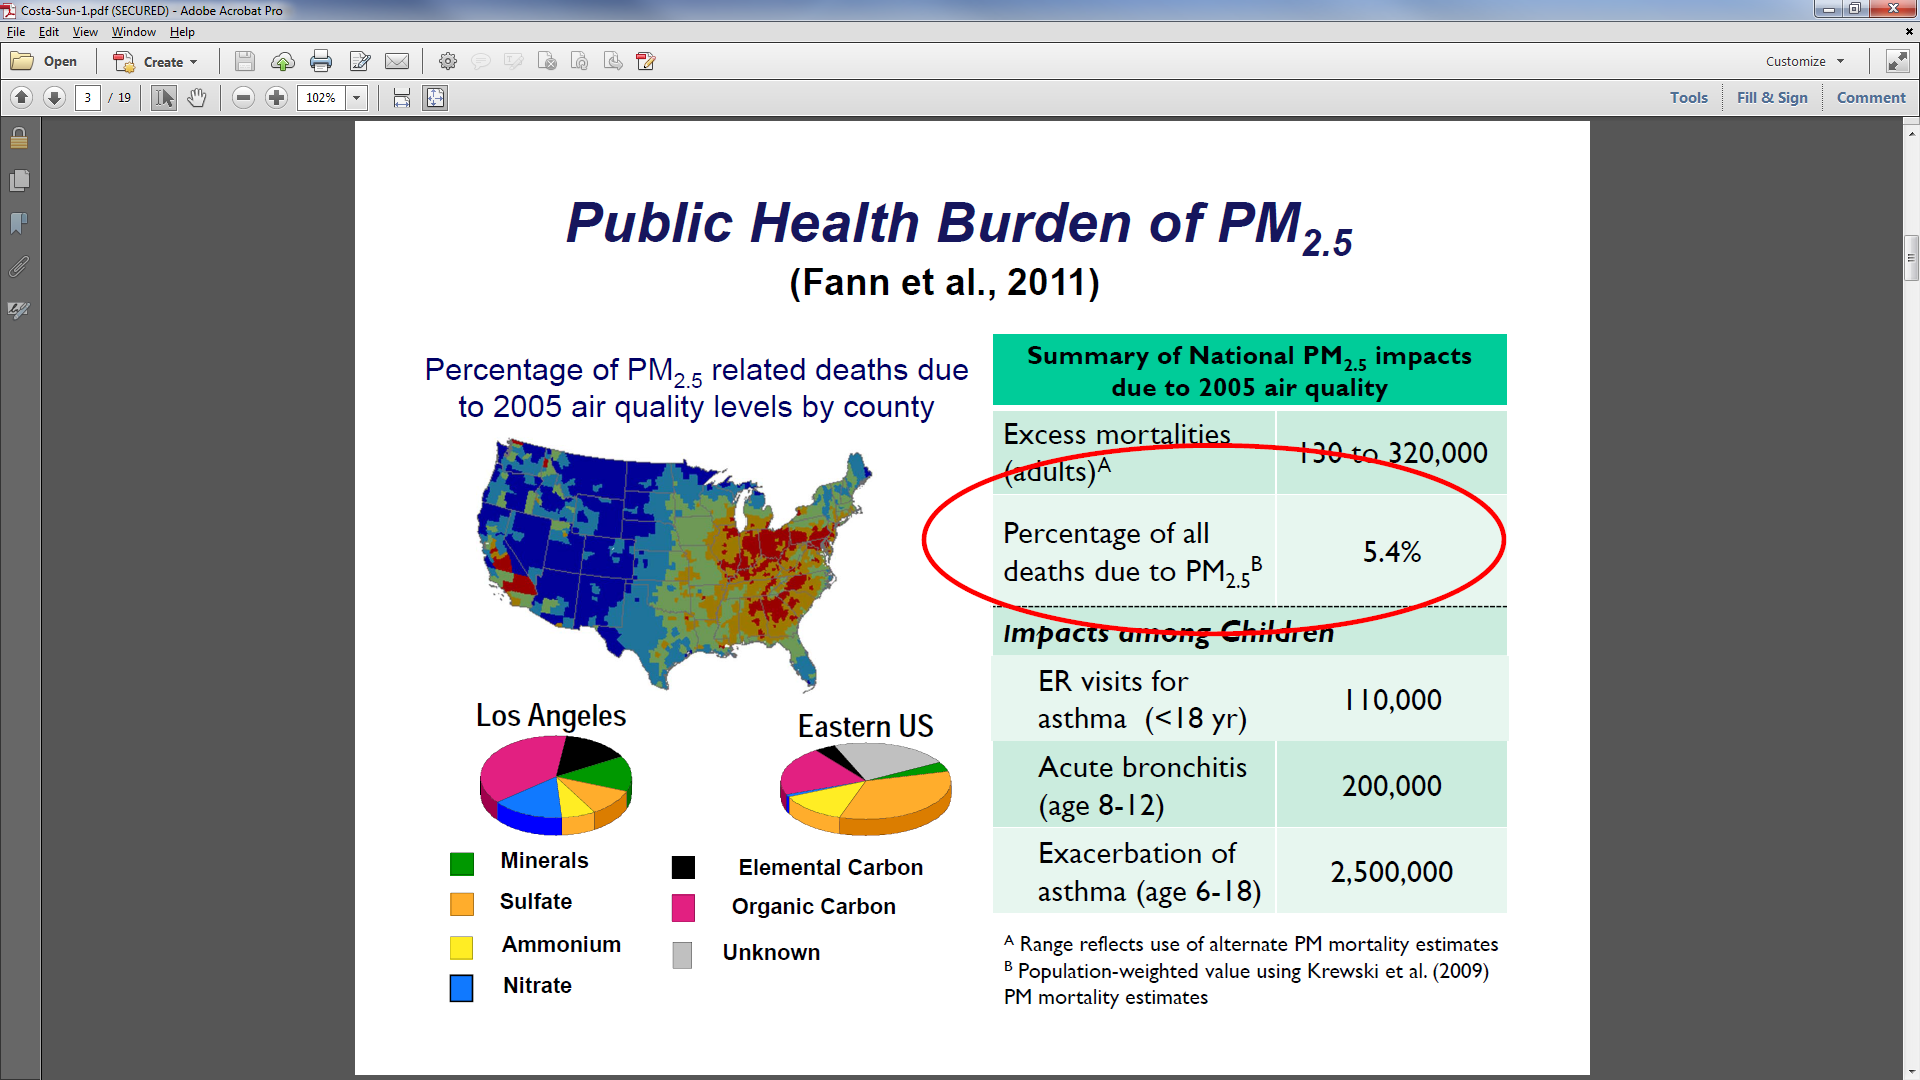 Costa-Sun-1.pdf (SECURED) - Adobe Acrobat Pro
File Edit View Window Help
Open Create Customize
3 / 19 102% Tools Fill & Sign Comment
Public Health Burden of PM2.5
(Fann et al., 2011)
Percentage of PM2.5 related deaths due
to 2005 air quality levels by county
Los Angeles
Eastern US
Minerals
Sulfate
Ammonium
Nitrate
Elemental Carbon
Organic Carbon
Unknown
Summary of National PM2.5 impacts
due to 2005 air quality
Excess mortalities
(adults)A
130 to 320,000
Percentage of all
deaths due to PM2.5B
5.4%
Impacts among Children
ER visits for
asthma (<18 yr)
110,000
Acute bronchitis
(age 8-12)
200,000
Exacerbation of
asthma (age 6-18)
2,500,000
A Range reflects use of alternate PM mortality estimates
B Population-weighted value using Krewski et al. (2009)
PM mortality estimates